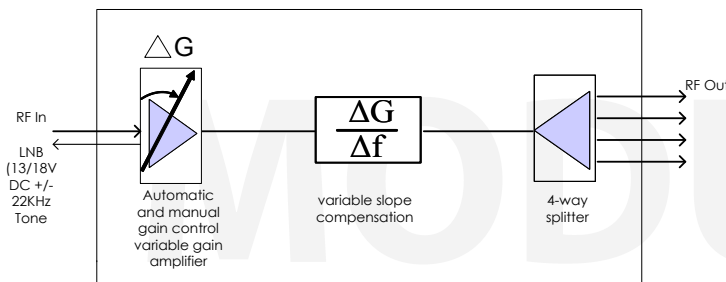 △G
RF In
LNB
(13/18V
DC +/-
22KHz
Tone
Automatic
and manual
gain control
variable gain
amplifier
ΔG
Δf
variable slope
compensation
4-way
splitter
RF Out
MODU